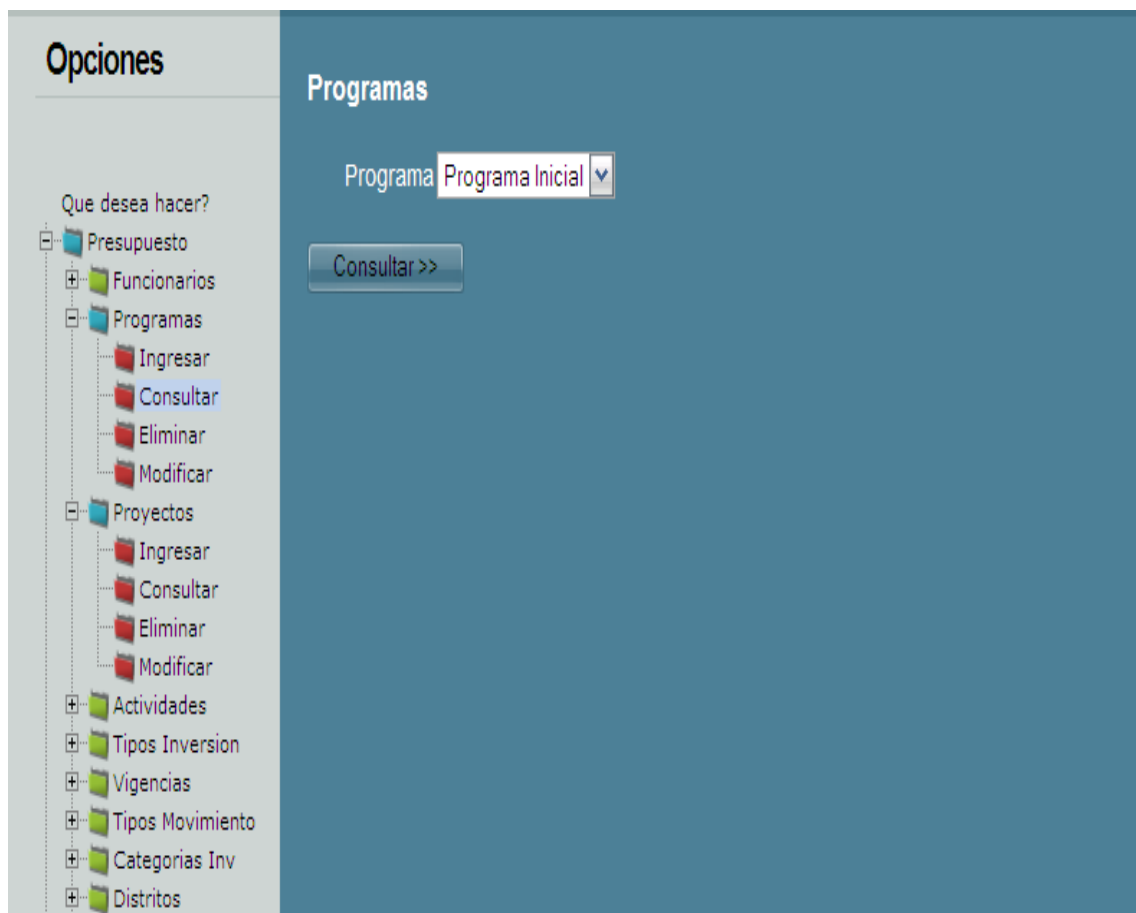 Opciones
Que desea hacer?
Presupuesto
Funcionarios
Programas
Ingresar
Consultar
Eliminar
Modificar
Proyectos
Ingresar
Consultar
Eliminar
Modificar
Actividades
Tipos Inversion
Vigencias
Tipos Movimiento
Categorias Inv
Distritos
Programas
Programa Programa Inicial
Consultar >>